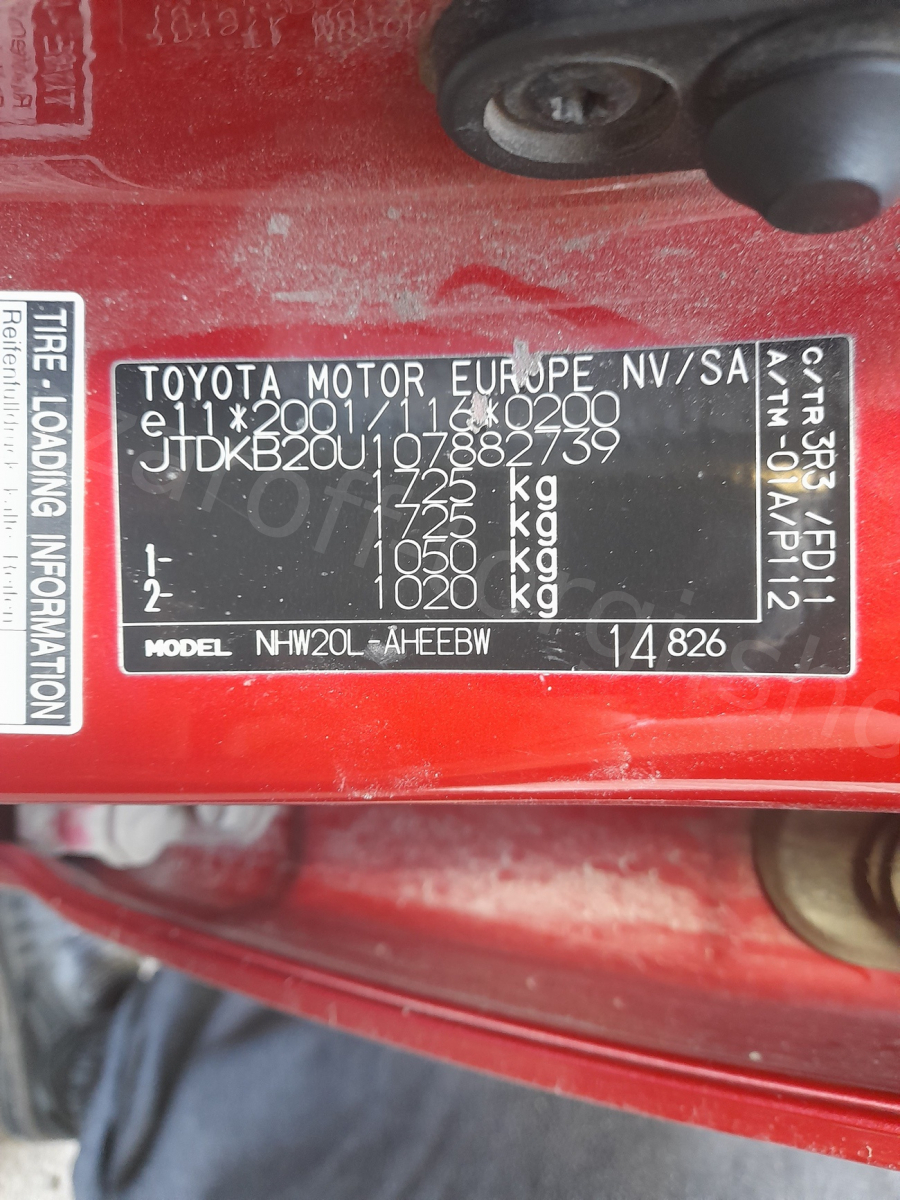 TOYOTA MOTOR EUROPE NV/SA
e11*2001/116*0200
JTDKB20U107882739
1725 kg
1725 kg
1- 1050 kg
2- 1020 kg
MODEL NHW20L-AHEEBW 14 826
C/TR 3R3 /FD11
A/TM -01A/P112
TIRE·LOADING INFORMATION